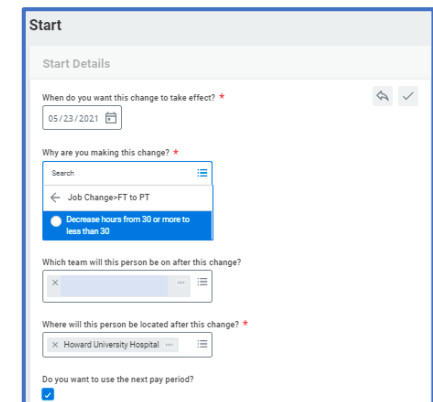 Start
Start Details
When do you want this change to take effect? *
05/23/2021
Why are you making this change? *
Search
Job Change>FT to PT
Decrease hours from 30 or more to
less than 30
Which team will this person be on after this change?
Where will this person be located after this change? *
× Howard University Hospital ...
Do you want to use the next pay period?